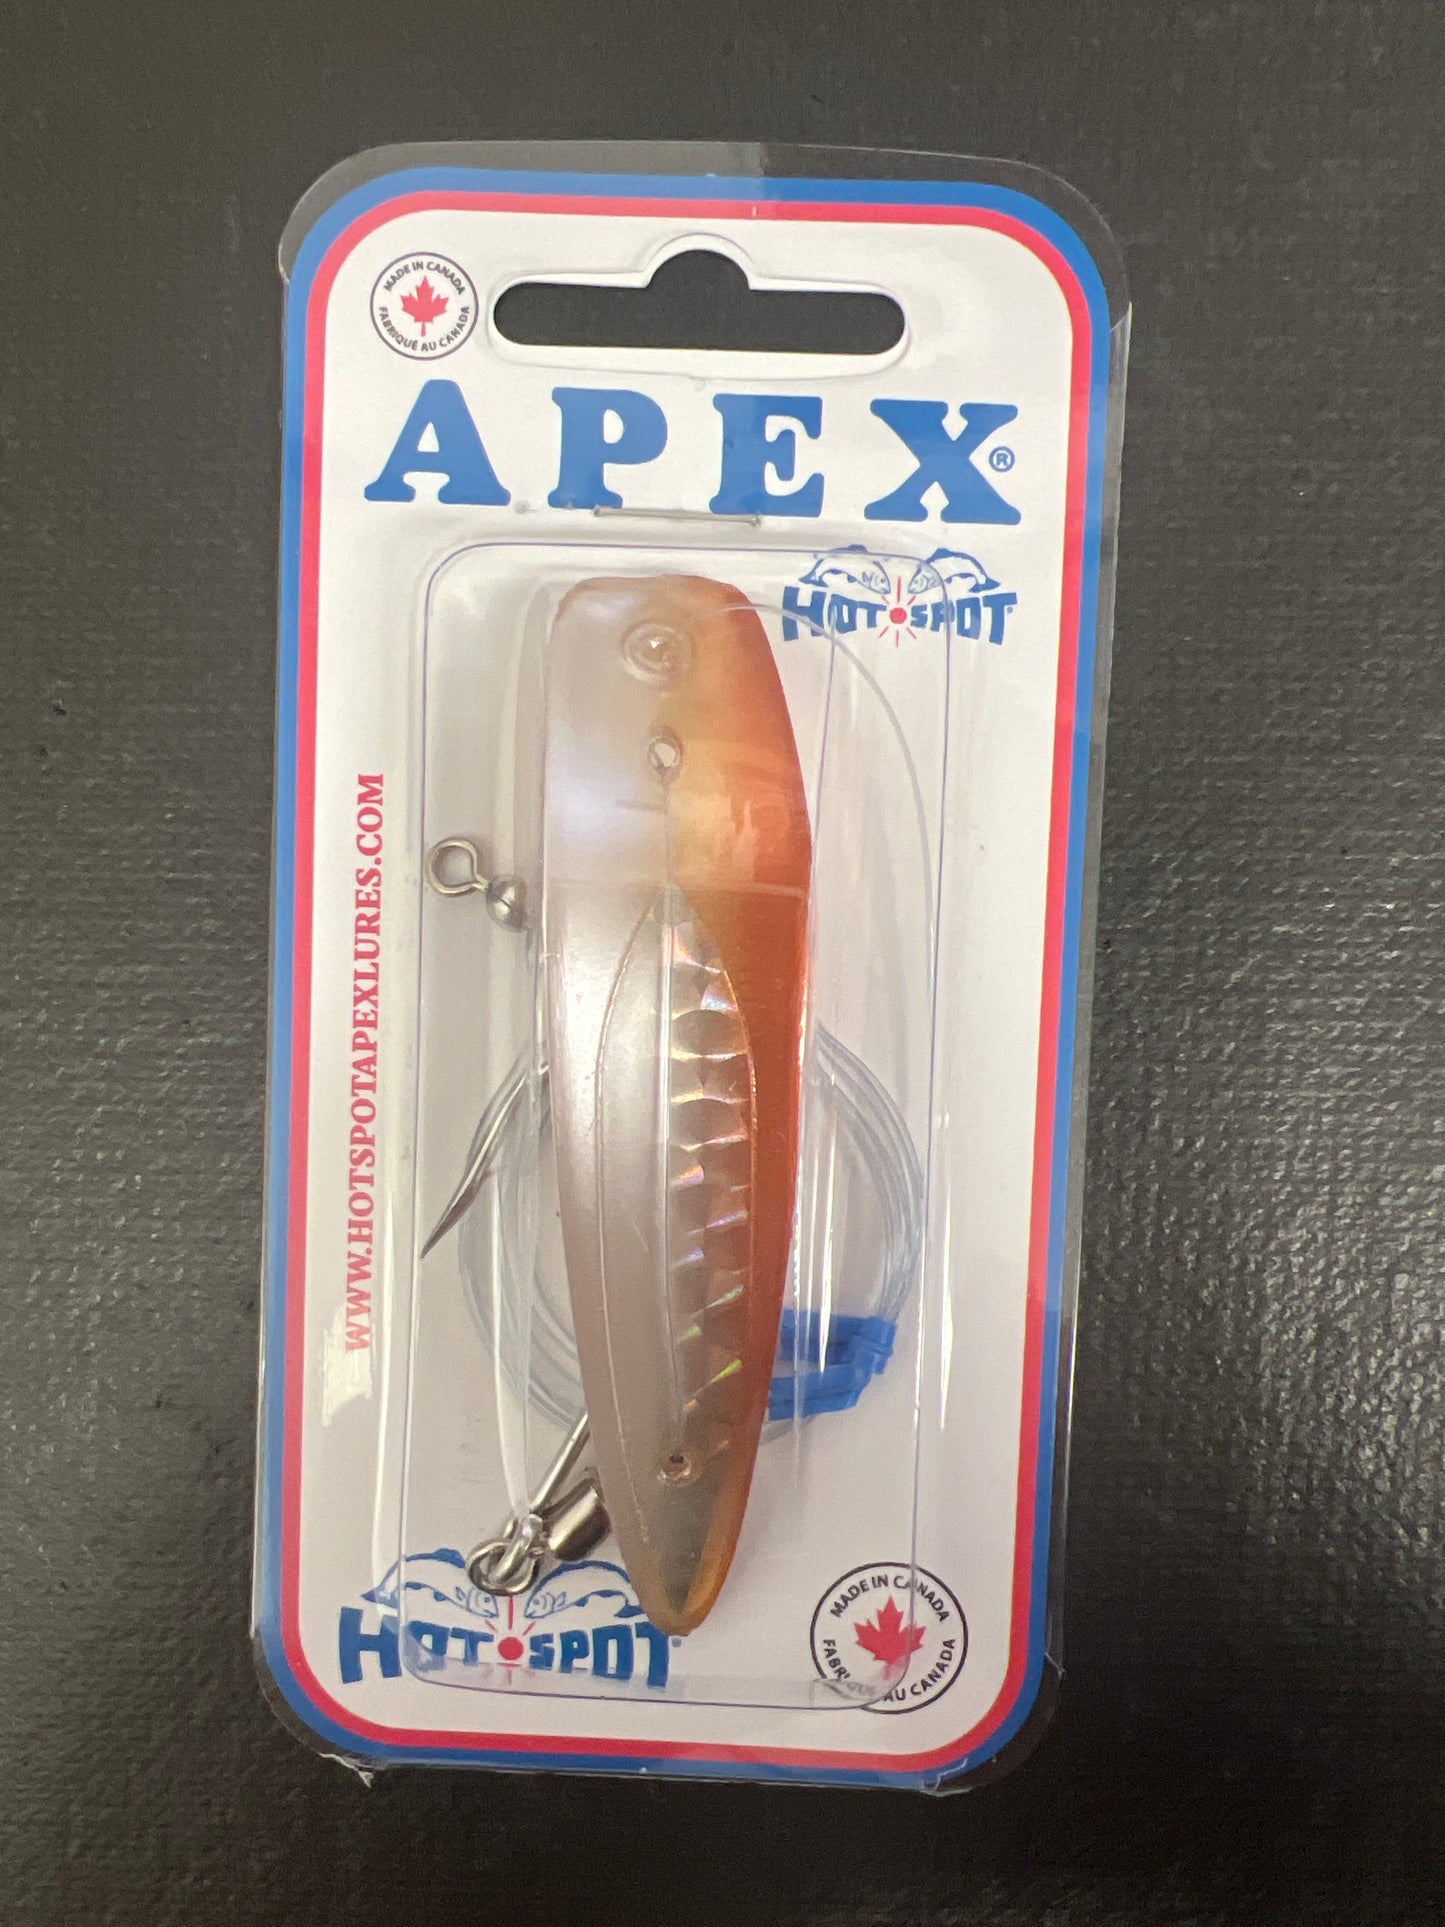 MADE IN CANADA
FABRIQUÉ AU CANADA
APEX®
HOT SPOT
WWW.HOTSPOTAPEXLURES.COM
HOT SPOT
MADE IN CANADA
AU CANADA